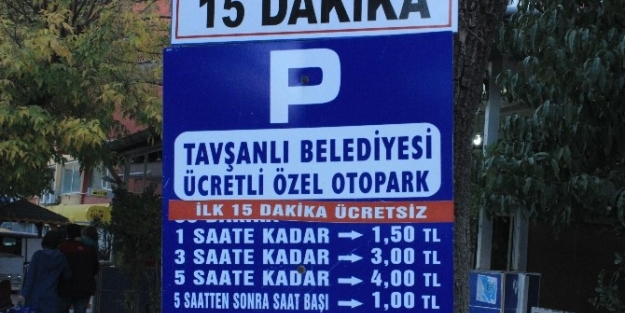 15 DAKİKA
P
TAVŞANLI BELEDİYESİ
ÜCRETLİ ÖZEL OTOPARK
İLK 15 DAKİKA ÜCRETSİZ
1 SAATE KADAR → 1,50 TL
3 SAATE KADAR → 3,00 TL
5 SAATE KADAR → 4,00 TL
5 SAATTEN SONRA SAAT BAŞI → 1,00 TL